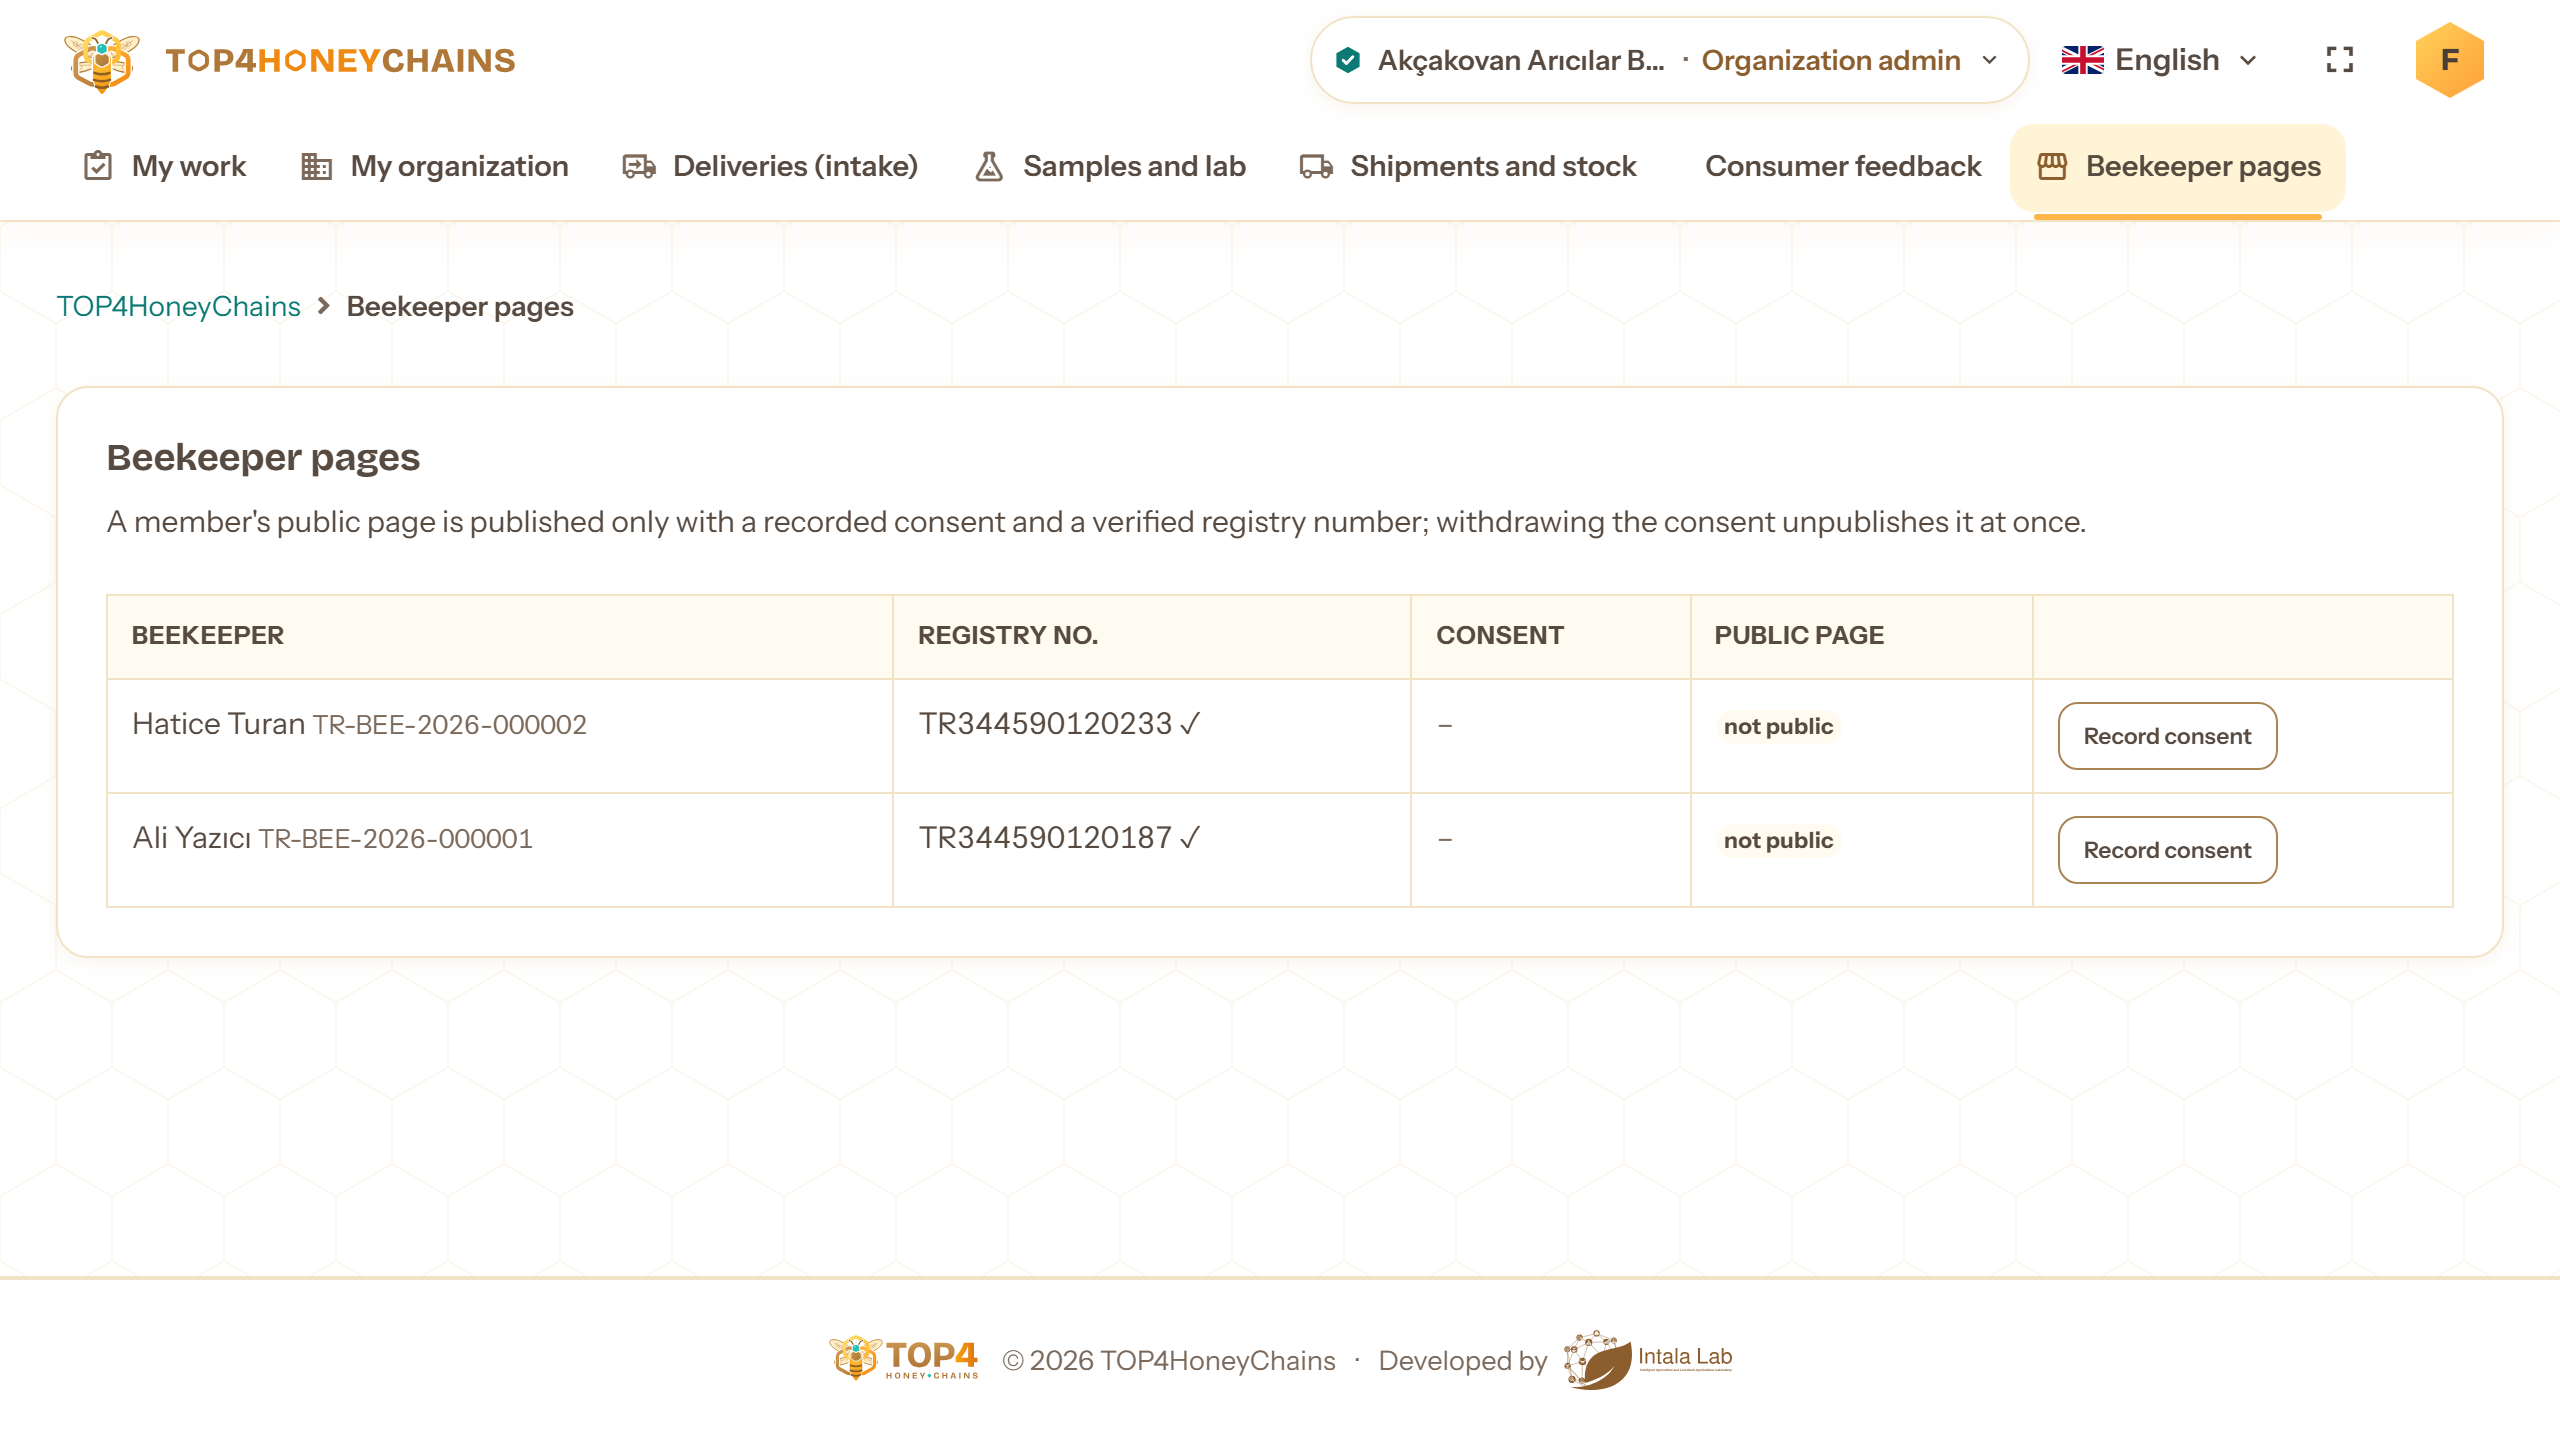 TOP4HONEYCHAINS
Akçakovan Arıcılar B... · Organization admin
English
F
My work
My organization
Deliveries (intake)
Samples and lab
Shipments and stock
Consumer feedback
Beekeeper pages
TOP4HoneyChains > Beekeeper pages
Beekeeper pages
A member's public page is published only with a recorded consent and a verified registry number; withdrawing the consent unpublishes it at once.
BEEKEEPER REGISTRY NO. CONSENT PUBLIC PAGE
Hatice Turan TR-BEE-2026-000002 TR344590120233 ✓ – not public Record consent
Ali Yazıcı TR-BEE-2026-000001 TR344590120187 ✓ – not public Record consent
TOP4
HONEY•CHAINS
© 2026 TOP4HoneyChains · Developed by
Intala Lab